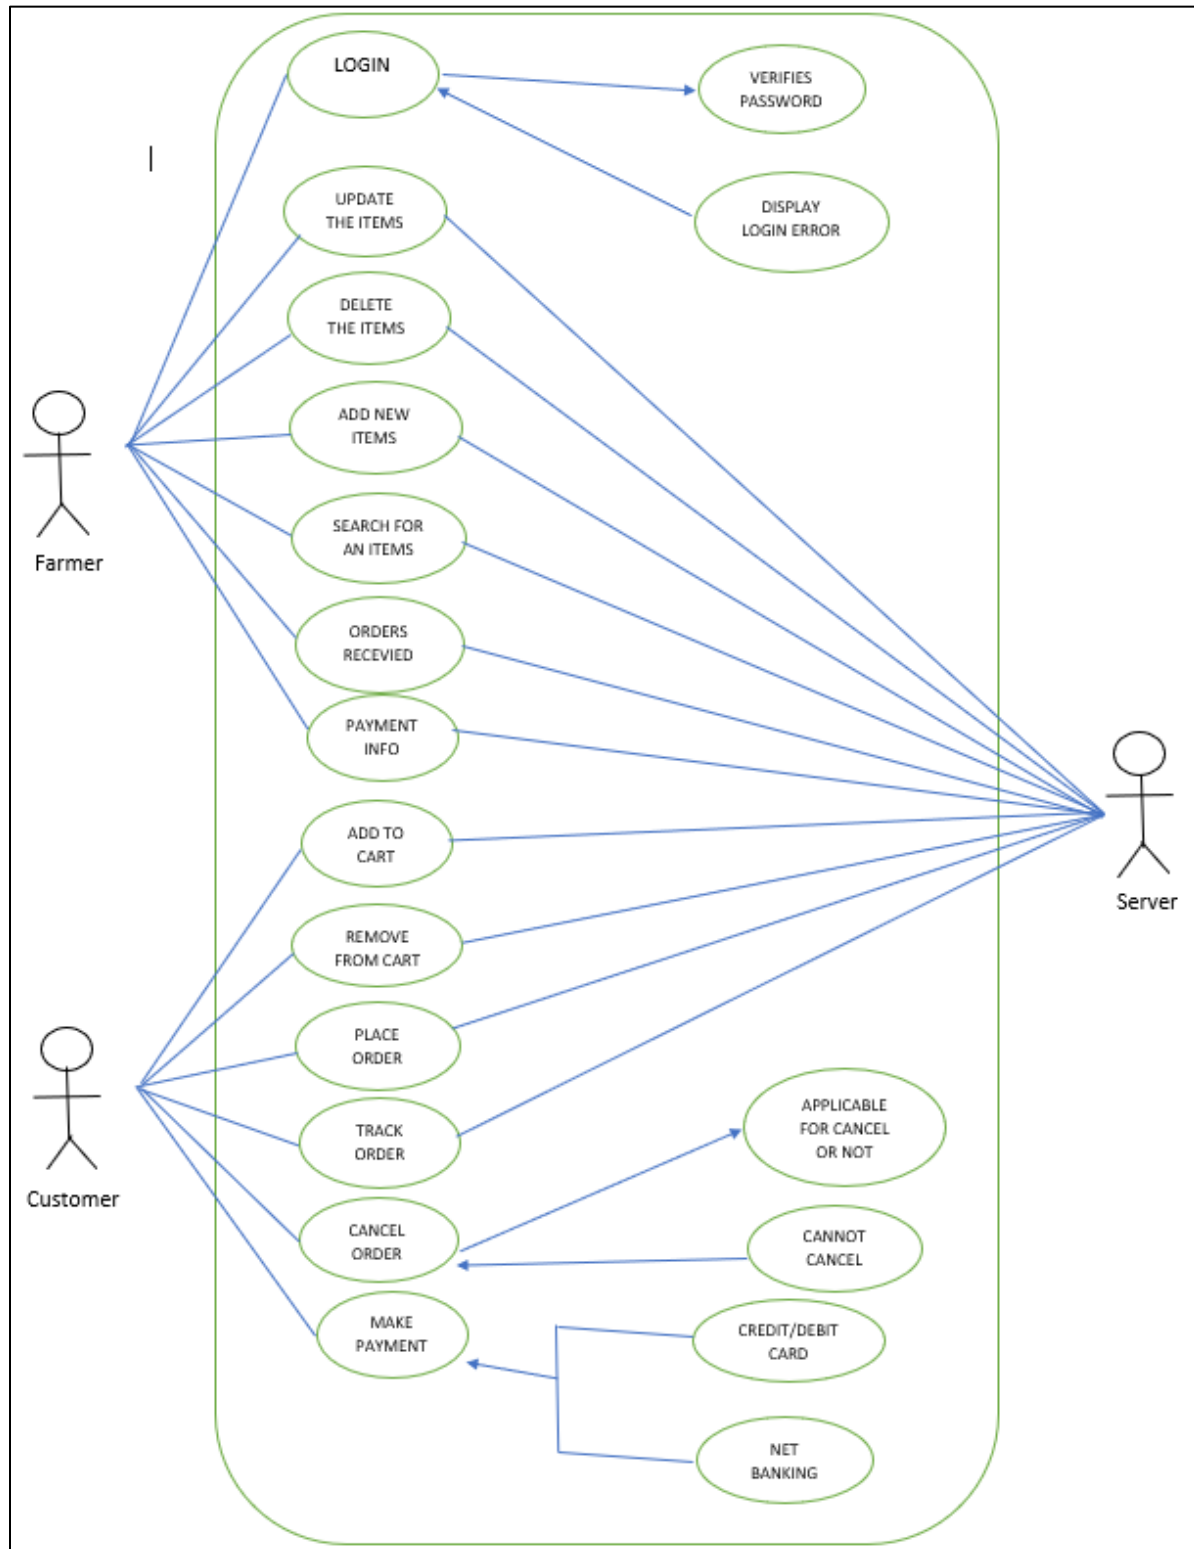 LOGIN
VERIFIES
PASSWORD
UPDATE
THE ITEMS
DISPLAY
LOGIN ERROR
DELETE
THE ITEMS
ADD NEW
ITEMS
Farmer
SEARCH FOR
AN ITEMS
ORDERS
RECEVIED
PAYMENT
INFO
ADD TO
CART
Server
REMOVE
FROM CART
PLACE
ORDER
Customer
TRACK
ORDER
APPLICABLE
FOR CANCEL
OR NOT
CANCEL
ORDER
CANNOT
CANCEL
MAKE
PAYMENT
CREDIT/DEBIT
CARD
NET
BANKING